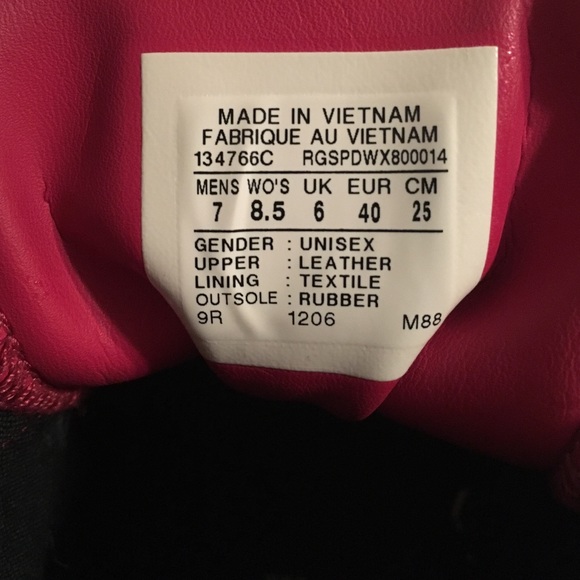 MADE IN VIETNAM
FABRIQUE AU VIETNAM
134766C RGSPDWX800014
MENS WO'S UK EUR CM
7 8.5 6 40 25
GENDER : UNISEX
UPPER : LEATHER
LINING : TEXTILE
OUTSOLE : RUBBER
9R 1206 M88